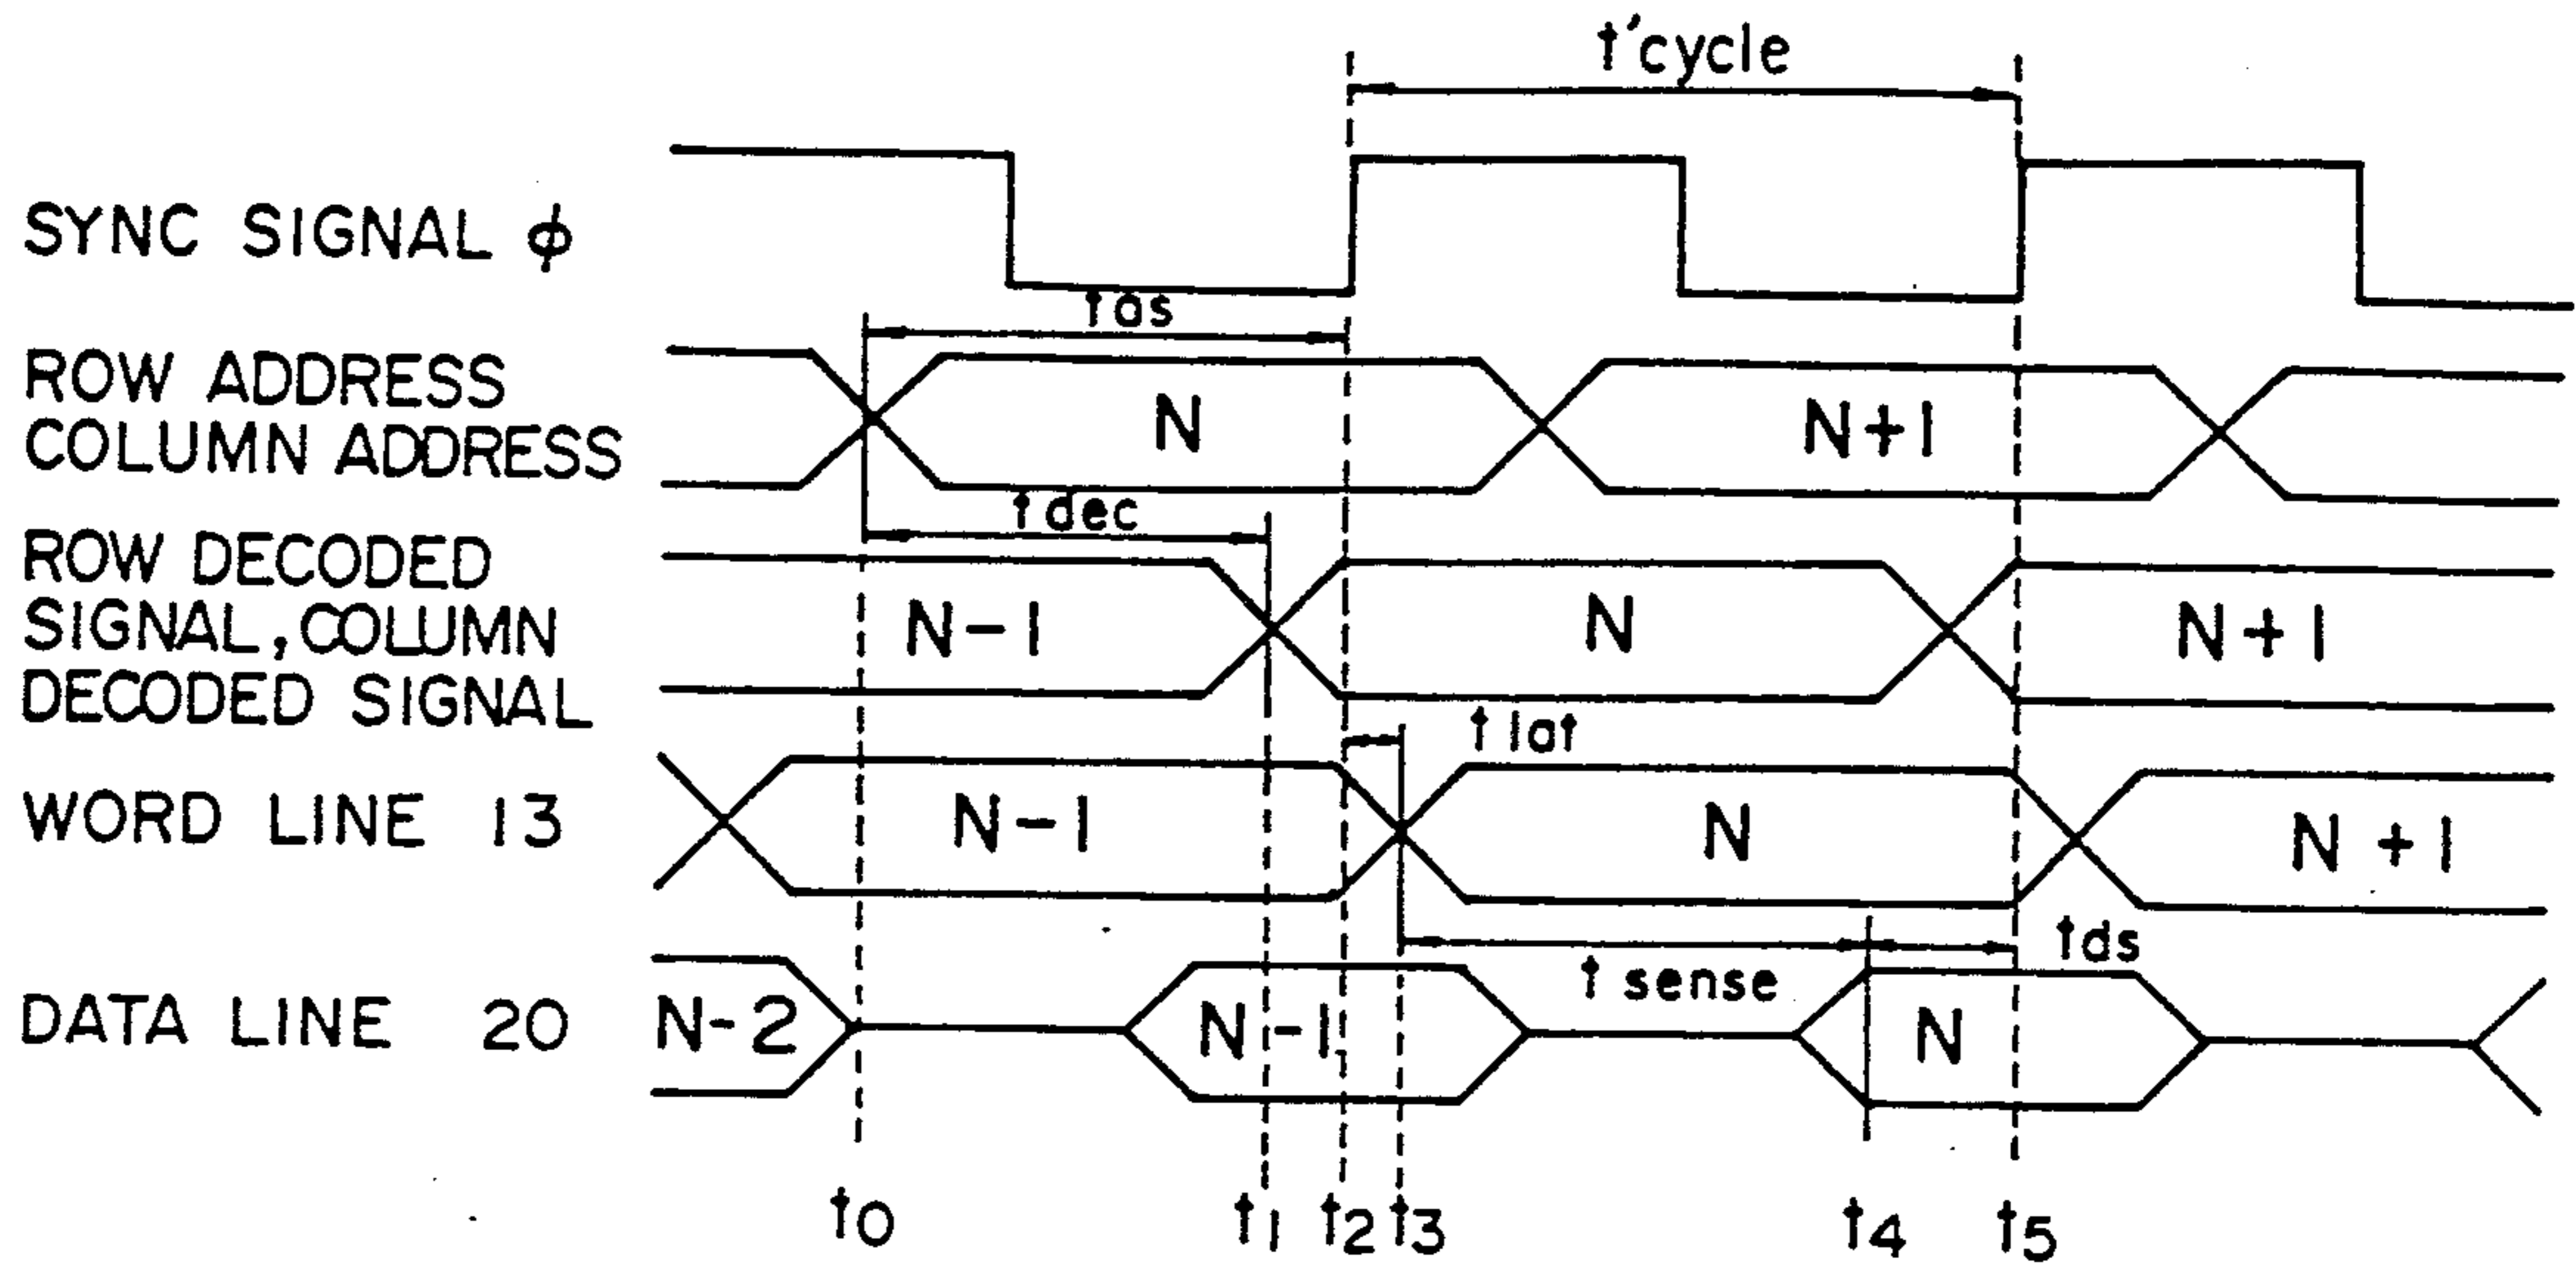 t'cycle
SYNC SIGNAL ϕ
tas
ROW ADDRESS
COLUMN ADDRESS
N
N+1
tdec
ROW DECODED
SIGNAL, COLUMN
DECODED SIGNAL
N-1
N
N+1
tlat
WORD LINE 13
N-1
N
N+1
tsense
tds
DATA LINE 20
N-2
N-1
N
t0
t1
t2
t3
t4
t5